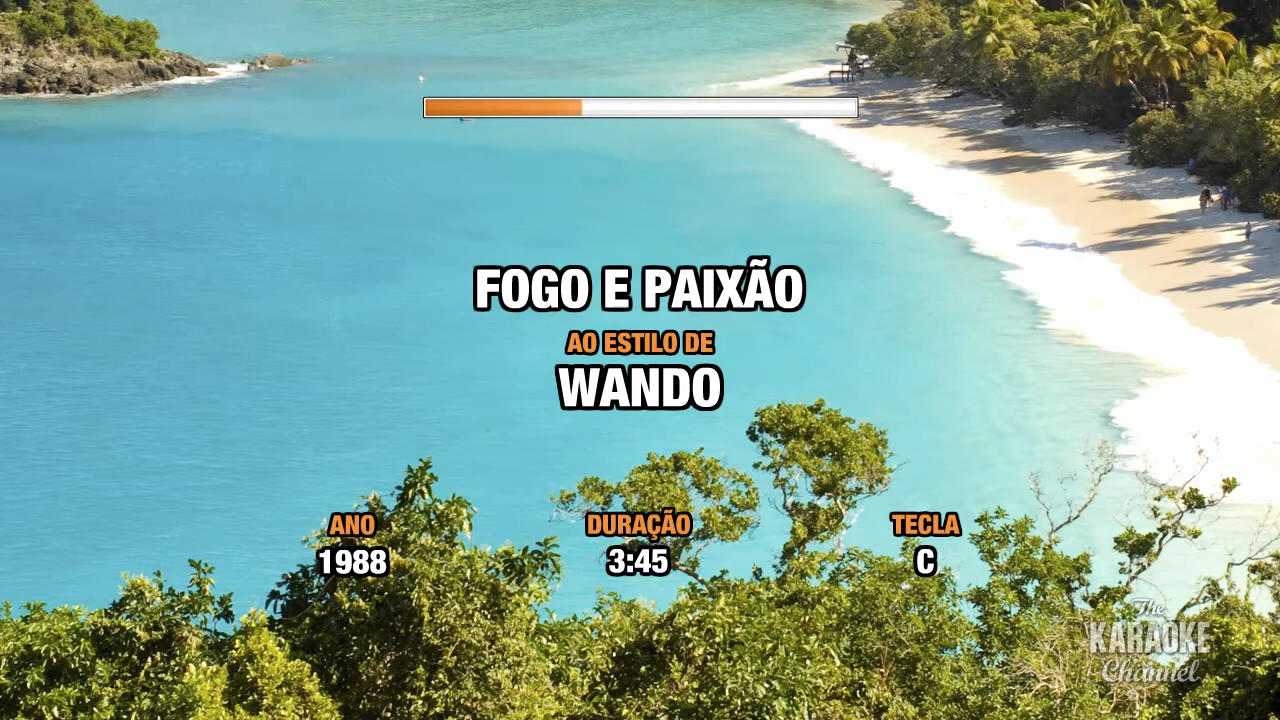 FOGO E PAIXÃO
AO ESTILO DE
WANDO
ANO
1988
DURAÇÃO
3:45
TECLA
C
The
KARAOKE
Channel